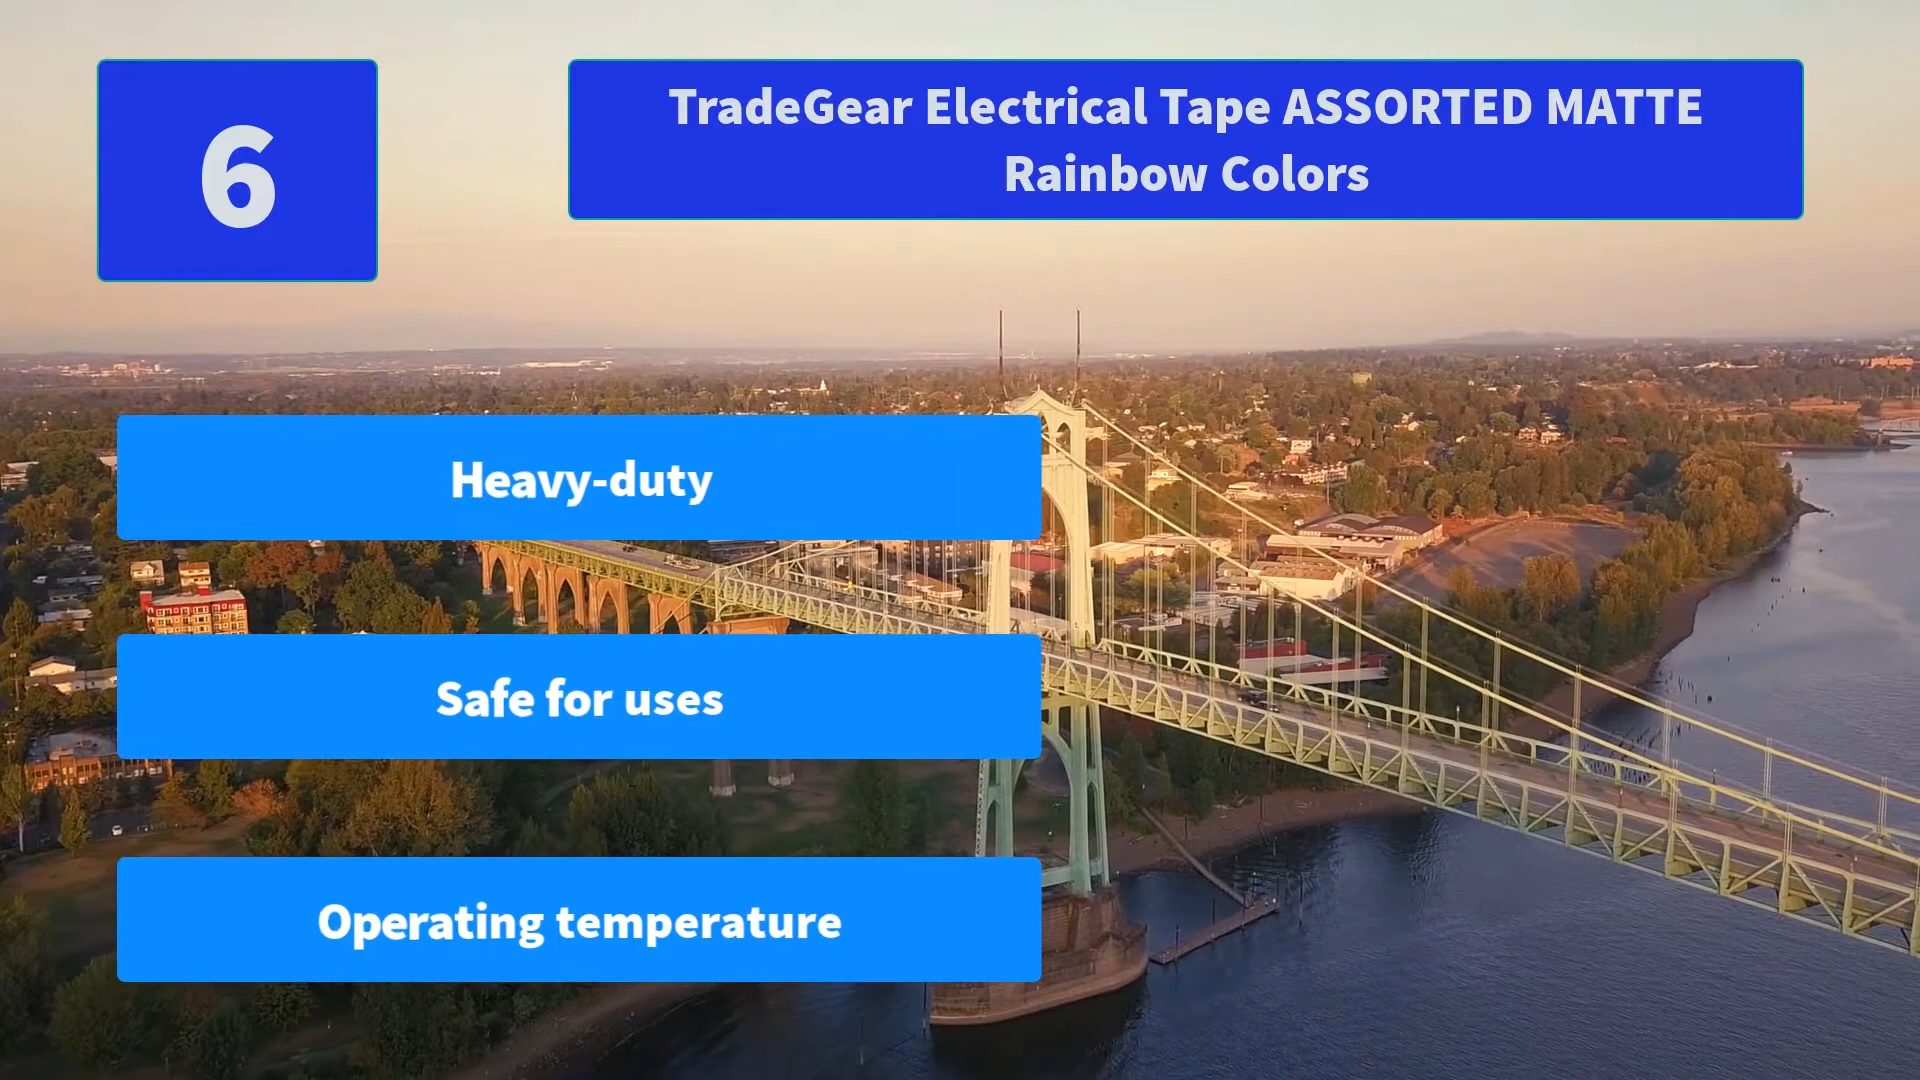 6
TradeGear Electrical Tape ASSORTED MATTE
Rainbow Colors
Heavy-duty
Safe for uses
Operating temperature